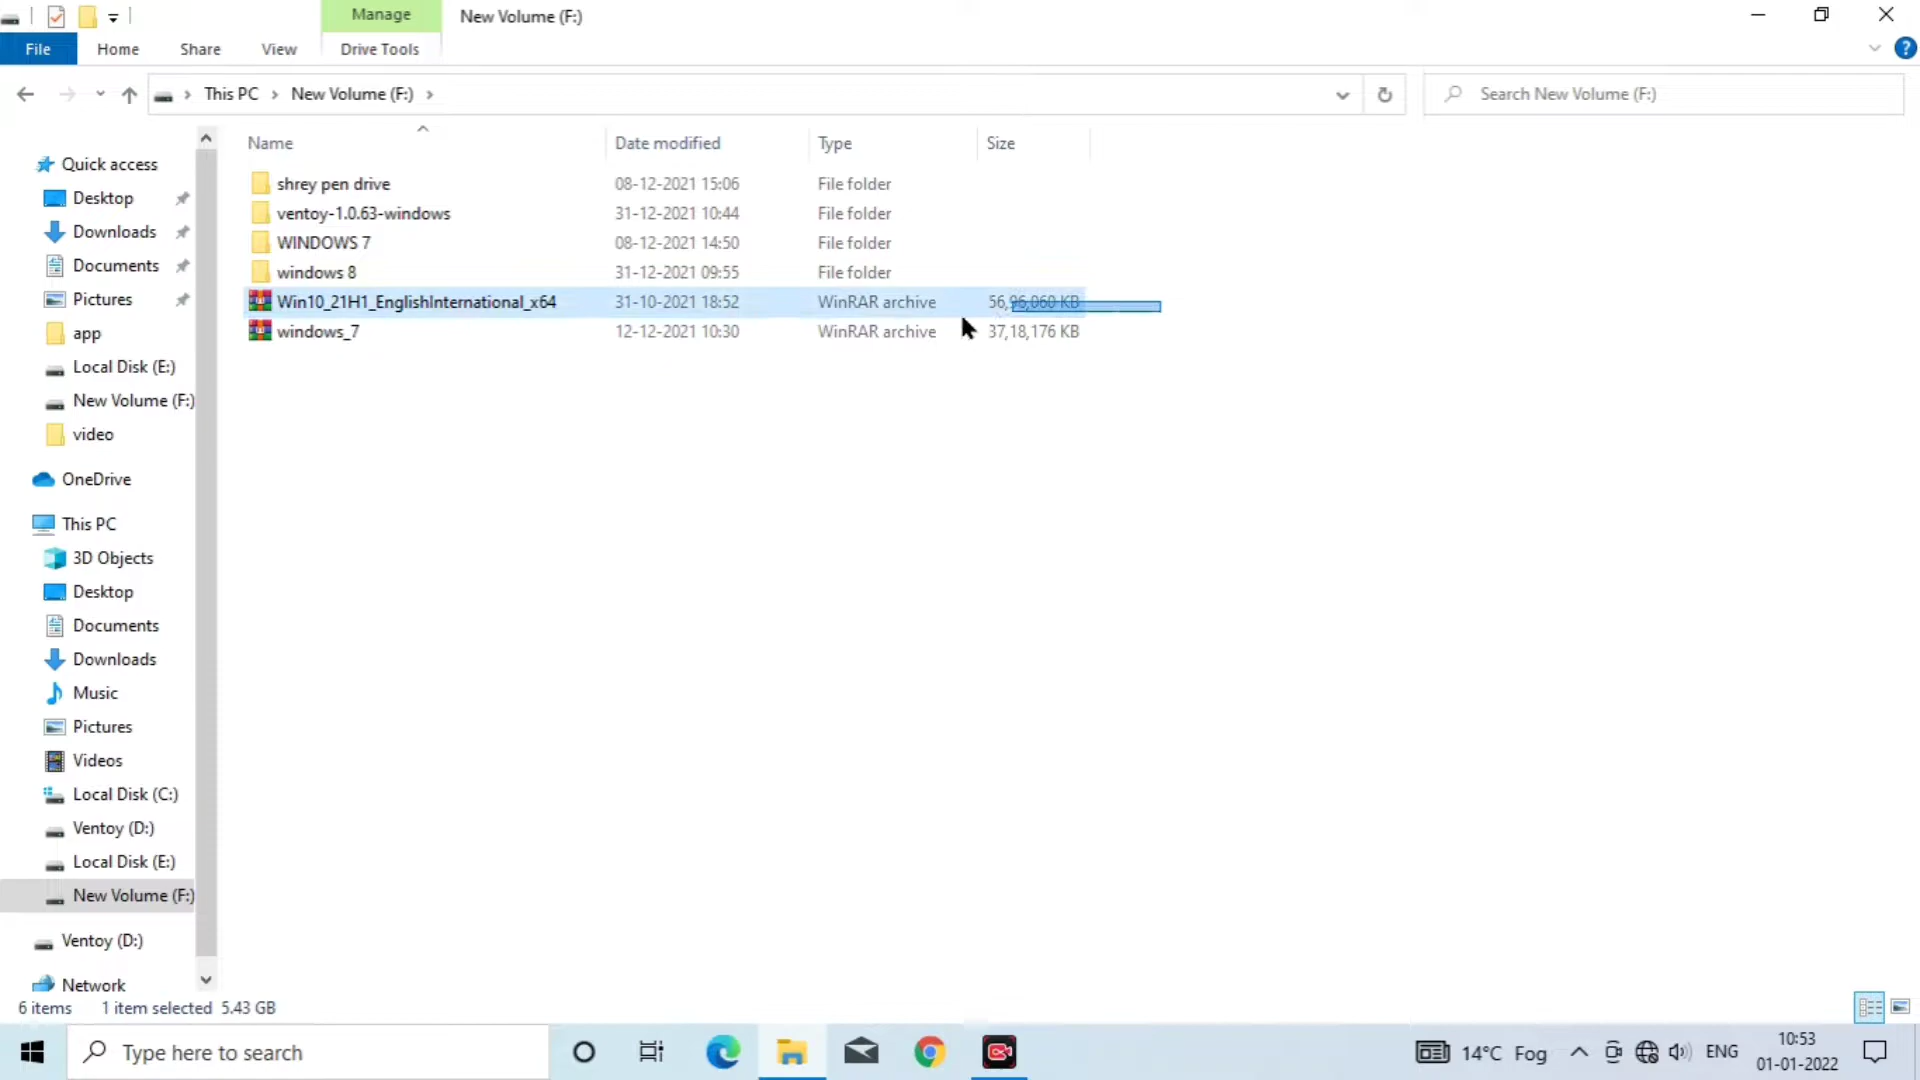 Manage
New Volume (F:)
File
Home
Share
View
Drive Tools
This PC
New Volume (F:)
Search New Volume (F:)
Name
Date modified
Type
Size
Quick access
Desktop
Downloads
Documents
Pictures
app
Local Disk (E:)
New Volume (F:)
video
OneDrive
This PC
3D Objects
Desktop
Documents
Downloads
Music
Pictures
Videos
Local Disk (C:)
Ventoy (D:)
Local Disk (E:)
New Volume (F:)
Ventoy (D:)
Network
shrey pen drive 08-12-2021 15:06 File folder
ventoy-1.0.63-windows 31-12-2021 10:44 File folder
WINDOWS 7 08-12-2021 14:50 File folder
windows 8 31-12-2021 09:55 File folder
Win10_21H1_EnglishInternational_x64 31-10-2021 18:52 WinRAR archive 56,96,060 KB
windows_7 12-12-2021 10:30 WinRAR archive 37,18,176 KB
6 items 1 item selected 5.43 GB
Type here to search
14°C Fog
ENG
10:53
01-01-2022